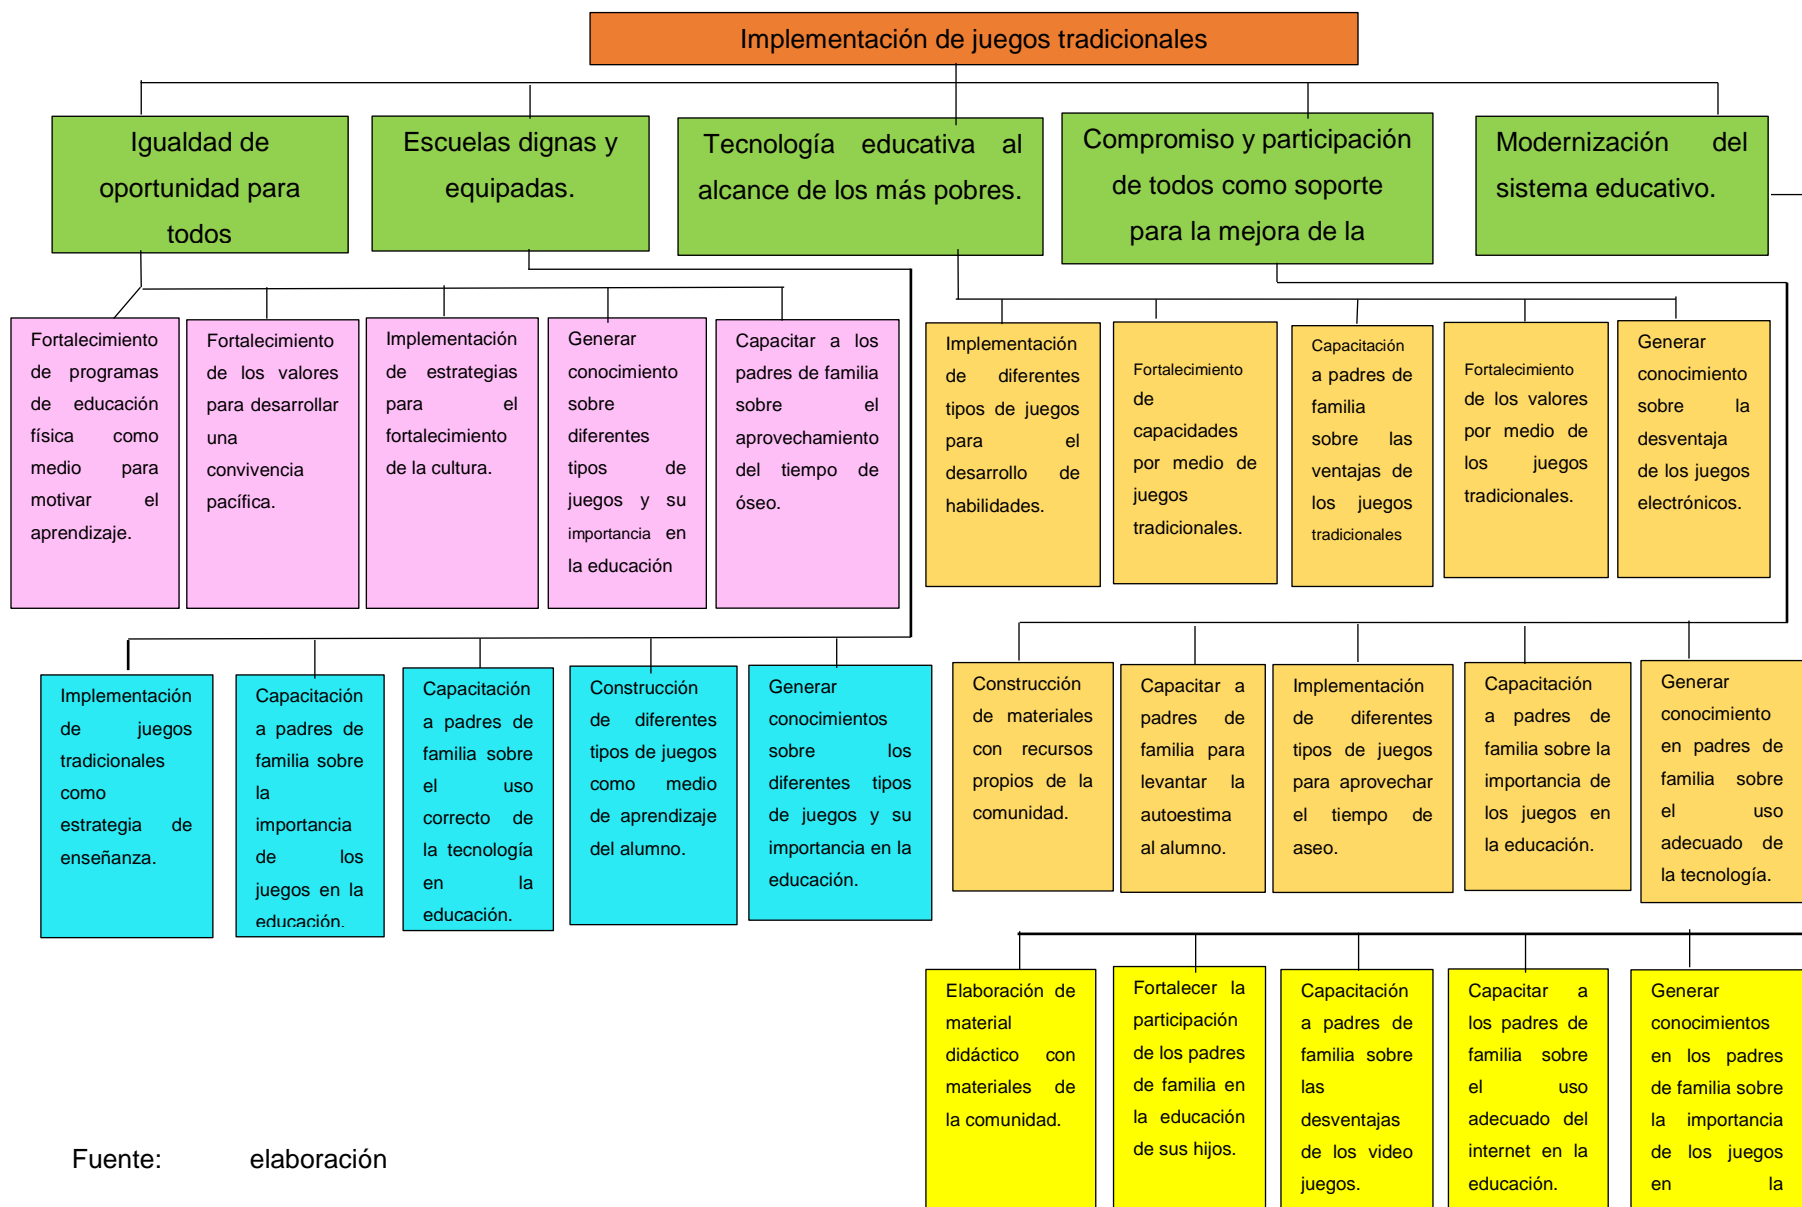 Implementación de juegos tradicionales
Igualdad de
oportunidad para
todos
Escuelas dignas y
equipadas.
Tecnología educativa al
alcance de los más pobres.
Compromiso y participación
de todos como soporte
para la mejora de la
Modernización del
sistema educativo.
Fortalecimiento
de programas
de educación
física como
medio para
motivar el
aprendizaje.
Fortalecimiento
de los valores
para desarrollar
una
convivencia
pacífica.
Implementación
de estrategias
para el
fortalecimiento
de la cultura.
Generar
conocimiento
sobre
diferentes
tipos de
juegos y su
importancia en
la educación
Capacitar a los
padres de familia
sobre el
aprovechamiento
del tiempo de
óseo.
Implementación
de diferentes
tipos de juegos
para el
desarrollo de
habilidades.
Fortalecimiento
de
capacidades
por medio de
juegos
tradicionales.
Capacitación
a padres de
familia
sobre las
ventajas de
los juegos
tradicionales
Fortalecimiento
de los valores
por medio de
los juegos
tradicionales.
Generar
conocimiento
sobre la
desventaja
de los juegos
electrónicos.
Implementación
de juegos
tradicionales
como
estrategia de
enseñanza.
Capacitación
a padres de
familia sobre
la
importancia
de los
juegos en la
educación.
Capacitación
a padres de
familia sobre
el uso
correcto de
la tecnología
en la
educación.
Construcción
de diferentes
tipos de juegos
como medio
de aprendizaje
del alumno.
Generar
conocimientos
sobre los
diferentes tipos
de juegos y su
importancia en la
educación.
Construcción
de materiales
con recursos
propios de la
comunidad.
Capacitar a
padres de
familia para
levantar la
autoestima
al alumno.
Implementación
de diferentes
tipos de juegos
para aprovechar
el tiempo de
aseo.
Capacitación
a padres de
familia sobre la
importancia de
los juegos en
la educación.
Generar
conocimiento
en padres de
familia sobre
el uso
adecuado de
la tecnología.
Elaboración de
material
didáctico con
materiales de
la comunidad.
Fortalecer la
participación
de los padres
de familia en
la educación
de sus hijos.
Capacitación
a padres de
familia sobre
las
desventajas
de los video
juegos.
Capacitar a
los padres de
familia sobre
el uso
adecuado del
internet en la
educación.
Generar
conocimientos
en los padres
de familia sobre
la importancia
de los juegos
en la
Fuente: elaboración